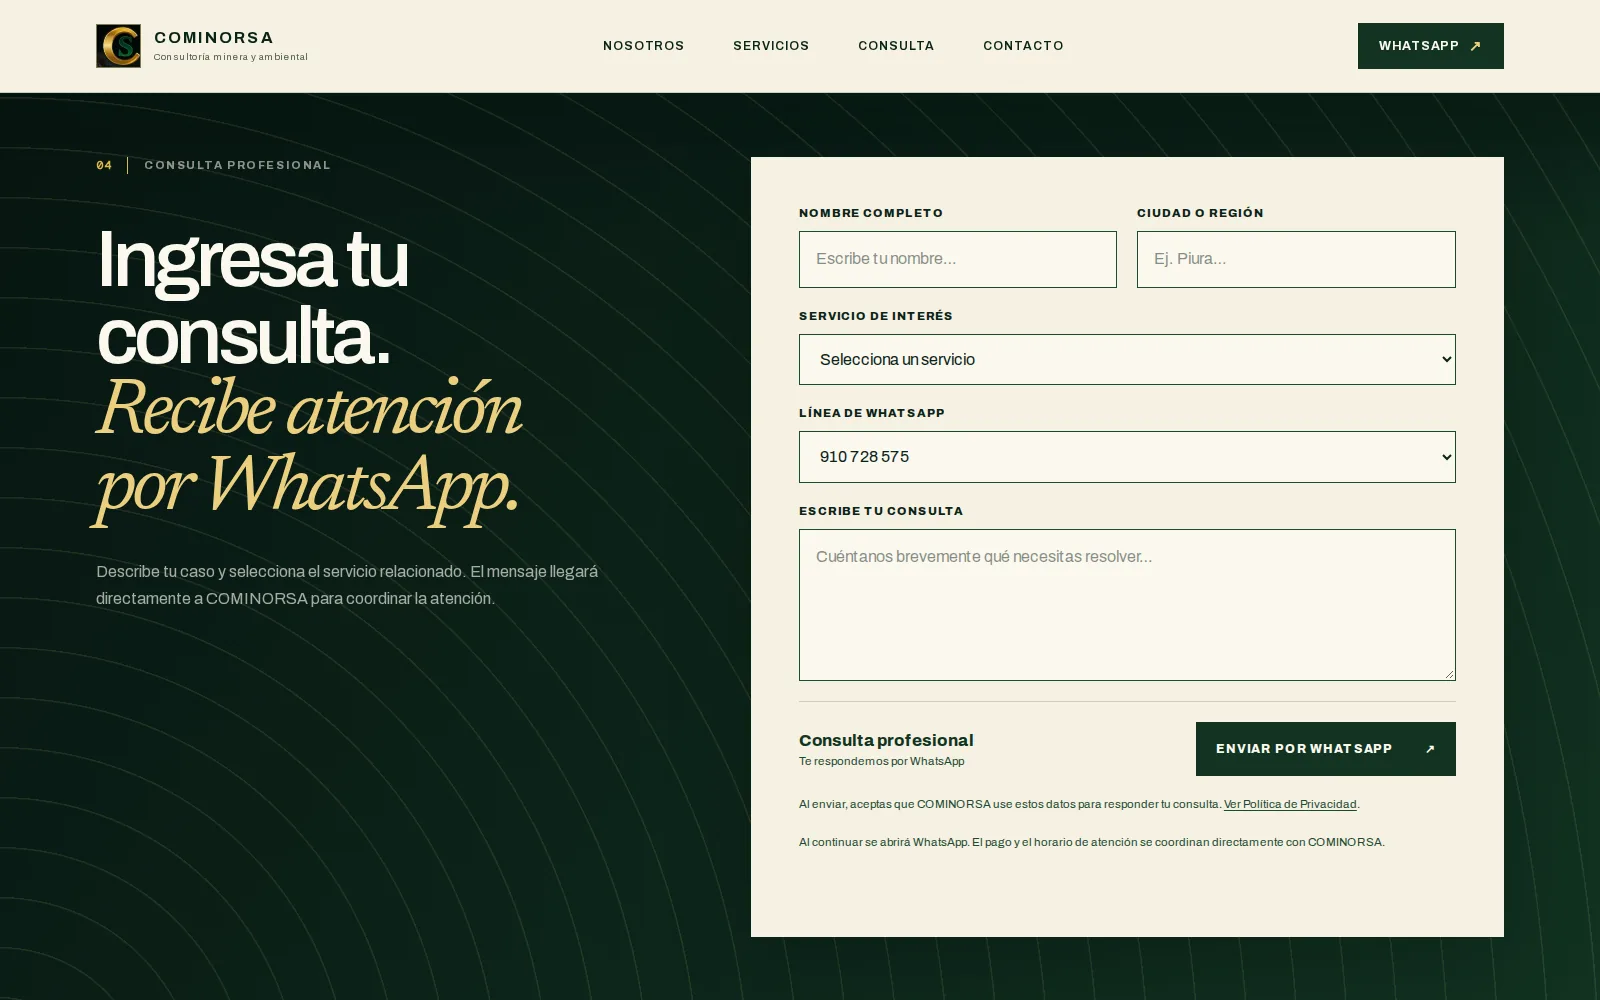 COMINORSA
Consultoría minera y ambiental
NOSOTROS
SERVICIOS
CONSULTA
CONTACTO
WHATSAPP ↗
04
CONSULTA PROFESIONAL
Ingresa tu
consulta.
Recibe atención
por WhatsApp.
Describe tu caso y selecciona el servicio relacionado. El mensaje llegará
directamente a COMINORSA para coordinar la atención.
NOMBRE COMPLETO
Escribe tu nombre...
CIUDAD O REGIÓN
Ej. Piura...
SERVICIO DE INTERÉS
Selecciona un servicio
LÍNEA DE WHATSAPP
910 728 575
ESCRIBE TU CONSULTA
Cuéntanos brevemente qué necesitas resolver...
Consulta profesional
Te respondemos por WhatsApp
ENVIAR POR WHATSAPP ↗
Al enviar, aceptas que COMINORSA use estos datos para responder tu consulta. Ver Política de Privacidad.
Al continuar se abrirá WhatsApp. El pago y el horario de atención se coordinan directamente con COMINORSA.